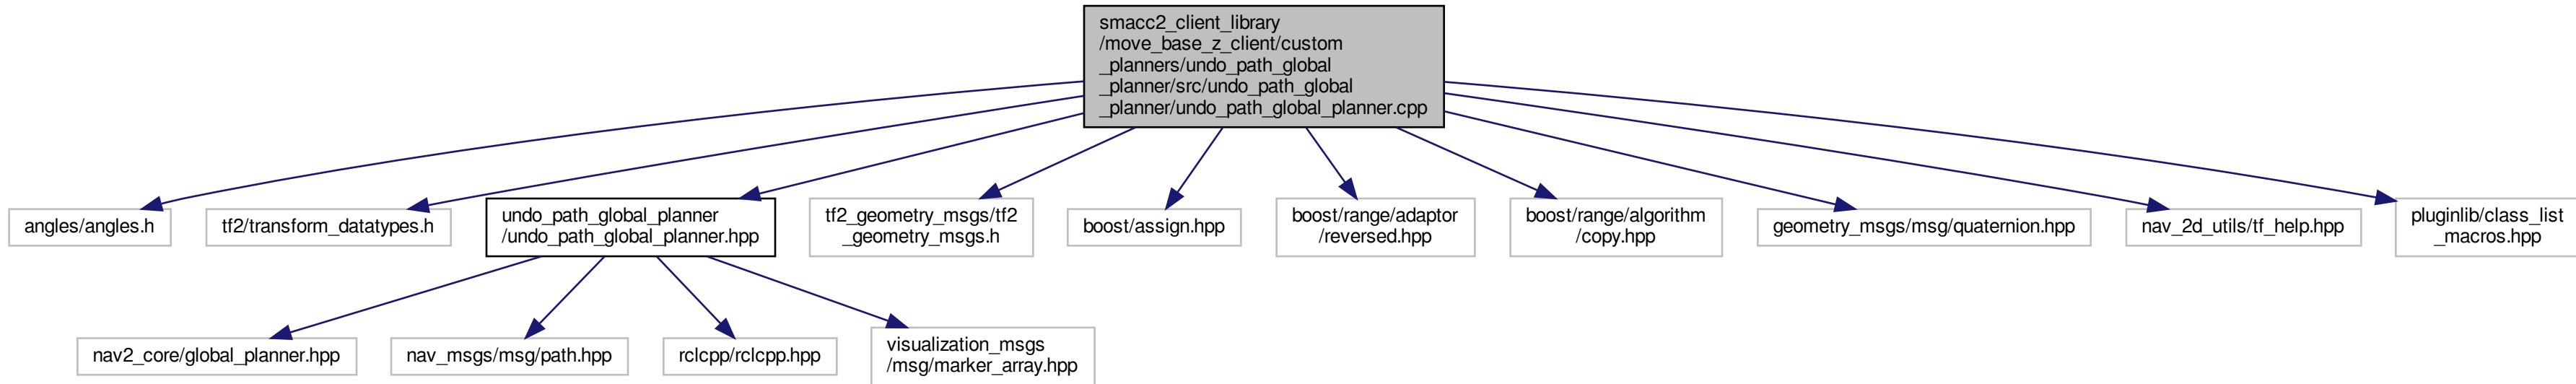 smacc2_client_library
/move_base_z_client/custom
_planners/undo_path_global
_planner/src/undo_path_global
_planner/undo_path_global_planner.cpp
angles/angles.h
tf2/transform_datatypes.h
undo_path_global_planner
/undo_path_global_planner.hpp
tf2_geometry_msgs/tf2
_geometry_msgs.h
boost/assign.hpp
boost/range/adaptor
/reversed.hpp
boost/range/algorithm
/copy.hpp
geometry_msgs/msg/quaternion.hpp
nav_2d_utils/tf_help.hpp
pluginlib/class_list
_macros.hpp
nav2_core/global_planner.hpp
nav_msgs/msg/path.hpp
rclcpp/rclcpp.hpp
visualization_msgs
/msg/marker_array.hpp